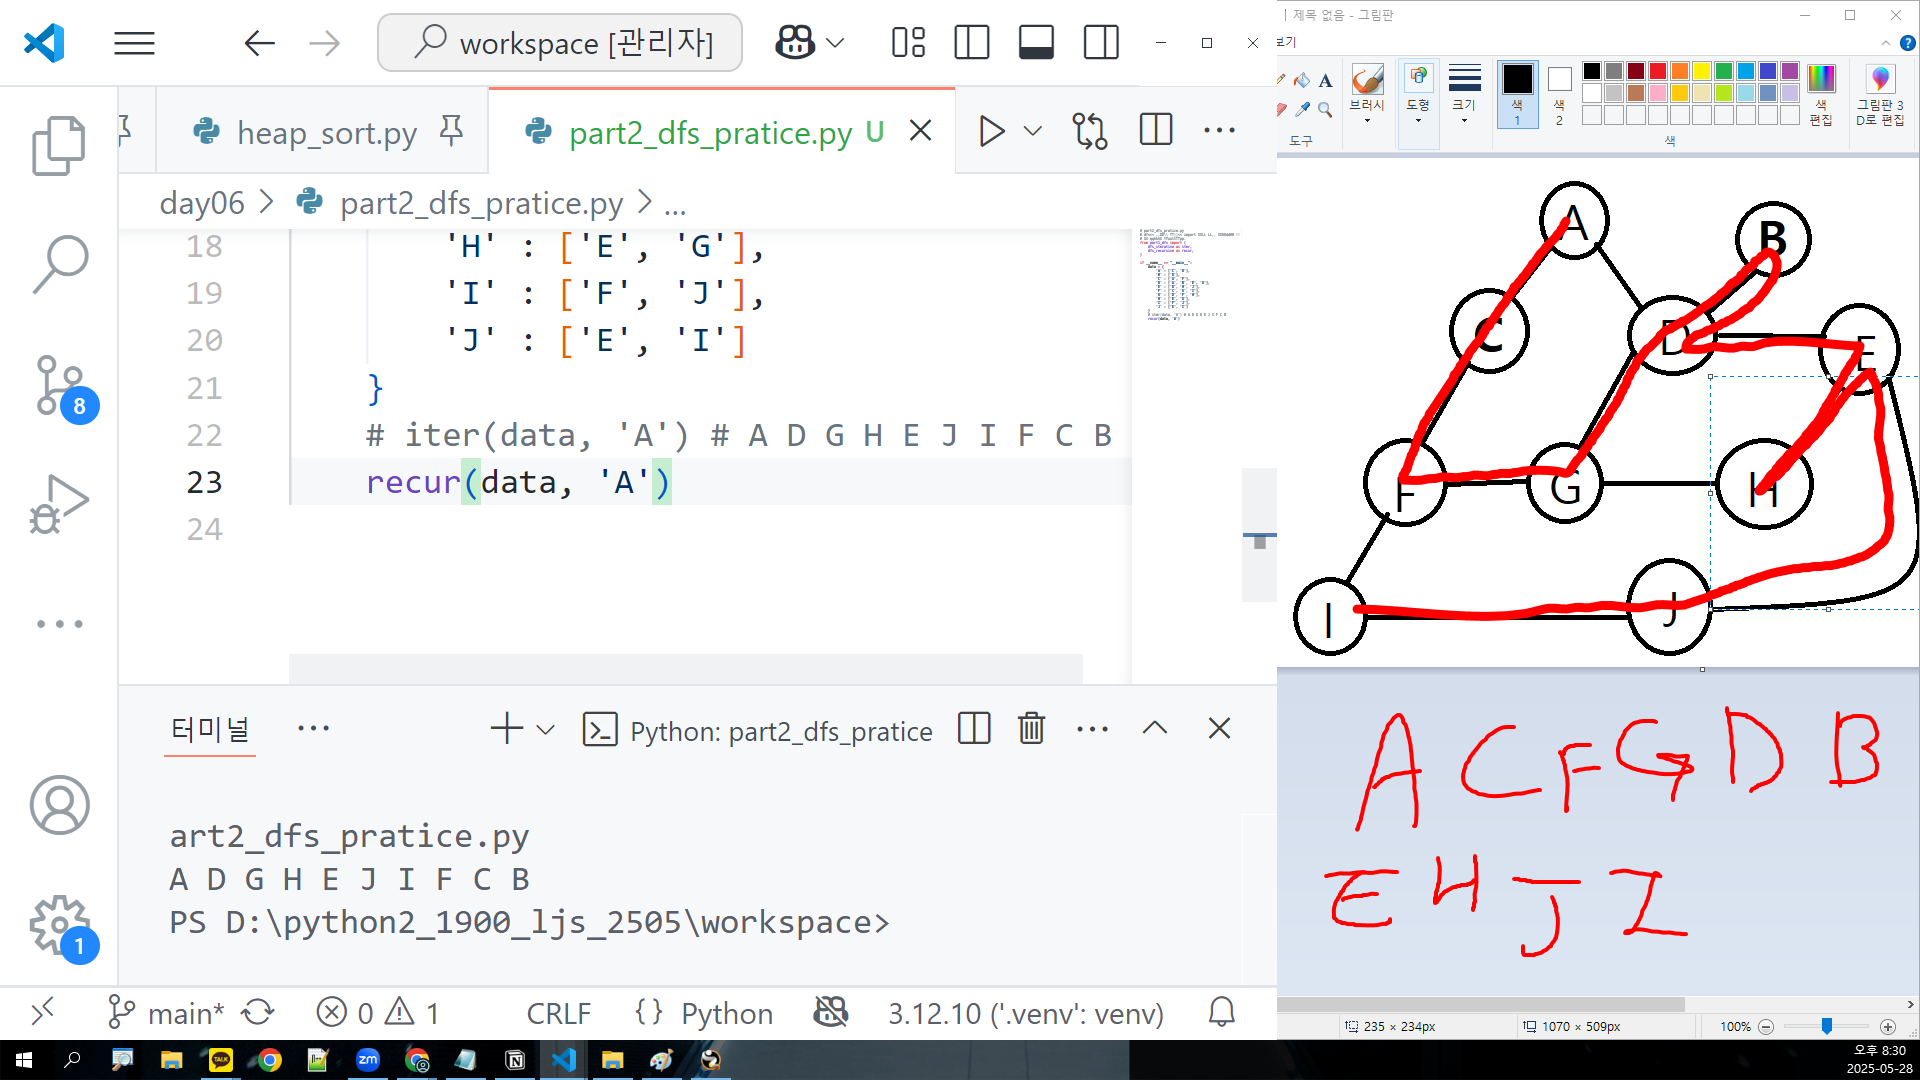 workspace [관리자]
heap_sort.py
part2_dfs_pratice.py U
day06 > part2_dfs_pratice.py > ...
18 'H' : ['E', 'G'],
19 'I' : ['F', 'J'],
20 'J' : ['E', 'I']
21 }
22 # iter(data, 'A') # A D G H E J I F C B
23 recur(data, 'A')
24
8
터미널
Python: part2_dfs_pratice
art2_dfs_pratice.py
A D G H E J I F C B
PS D:\python2_1900_ljs_2505\workspace>
1
main* 0 1 CRLF {} Python 3.12.10 ('.venv': venv)
제목 없음 - 그림판
보기
브러시
도형
크기
색 1
색 2
색 편집
그림판 3D로 편집
도구
색
A
B
C
D
E
F
G
H
I
J
A C F G D B
E H J I
235 × 234px
1070 × 509px
100%
TALK
zm
오후 8:30
2025-05-28